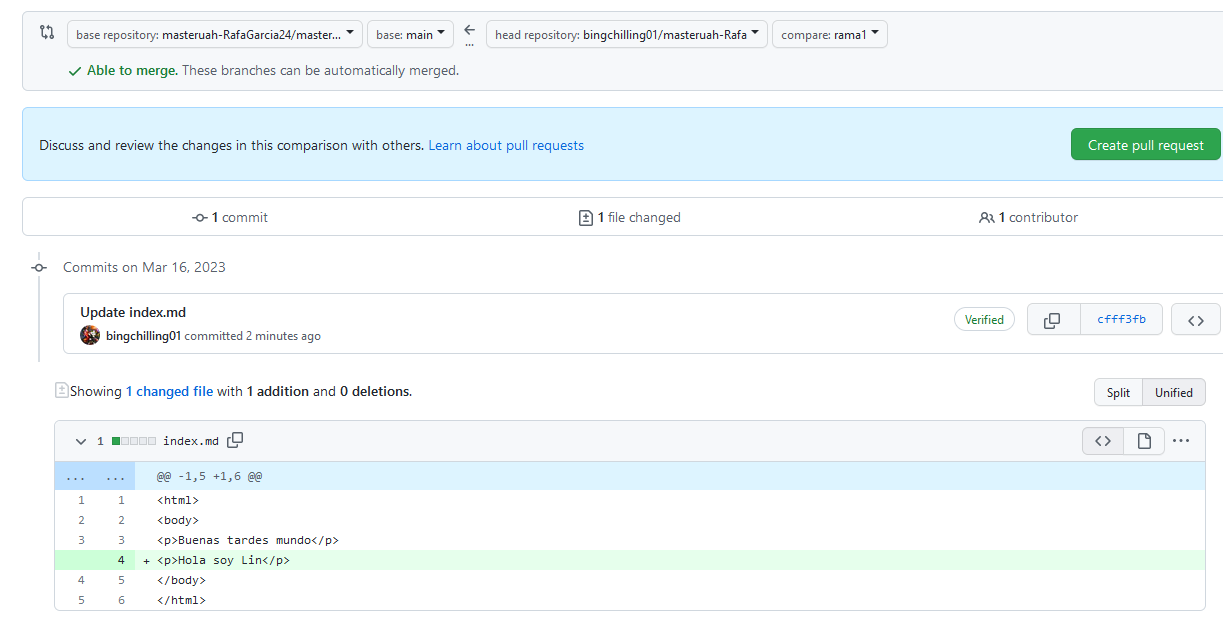 base repository: masteruah-RafaGarcia24/master... base: main ... head repository: bingchilling01/masteruah-Rafa compare: rama1
Able to merge. These branches can be automatically merged.
Discuss and review the changes in this comparison with others. Learn about pull requests
Create pull request
1 commit 1 file changed 1 contributor
Commits on Mar 16, 2023
Update index.md
bingchilling01 committed 2 minutes ago
Verified cfff3fb
Showing 1 changed file with 1 addition and 0 deletions.
Split Unified
1 index.md
... ... @@ -1,5 +1,6 @@
1 1 <html>
2 2 <body>
3 3 <p>Buenas tardes mundo</p>
4 + <p>Hola soy Lin</p>
4 5 </body>
5 6 </html>